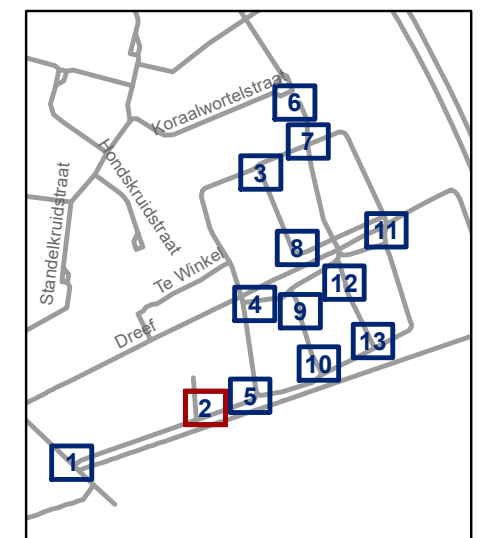 6
Koraalwortelstraat
7
Hondskruidstraat
3
Standelkruidstraat
11
8
Te Winkel
12
4
9
Dreef
13
10
5
2
1